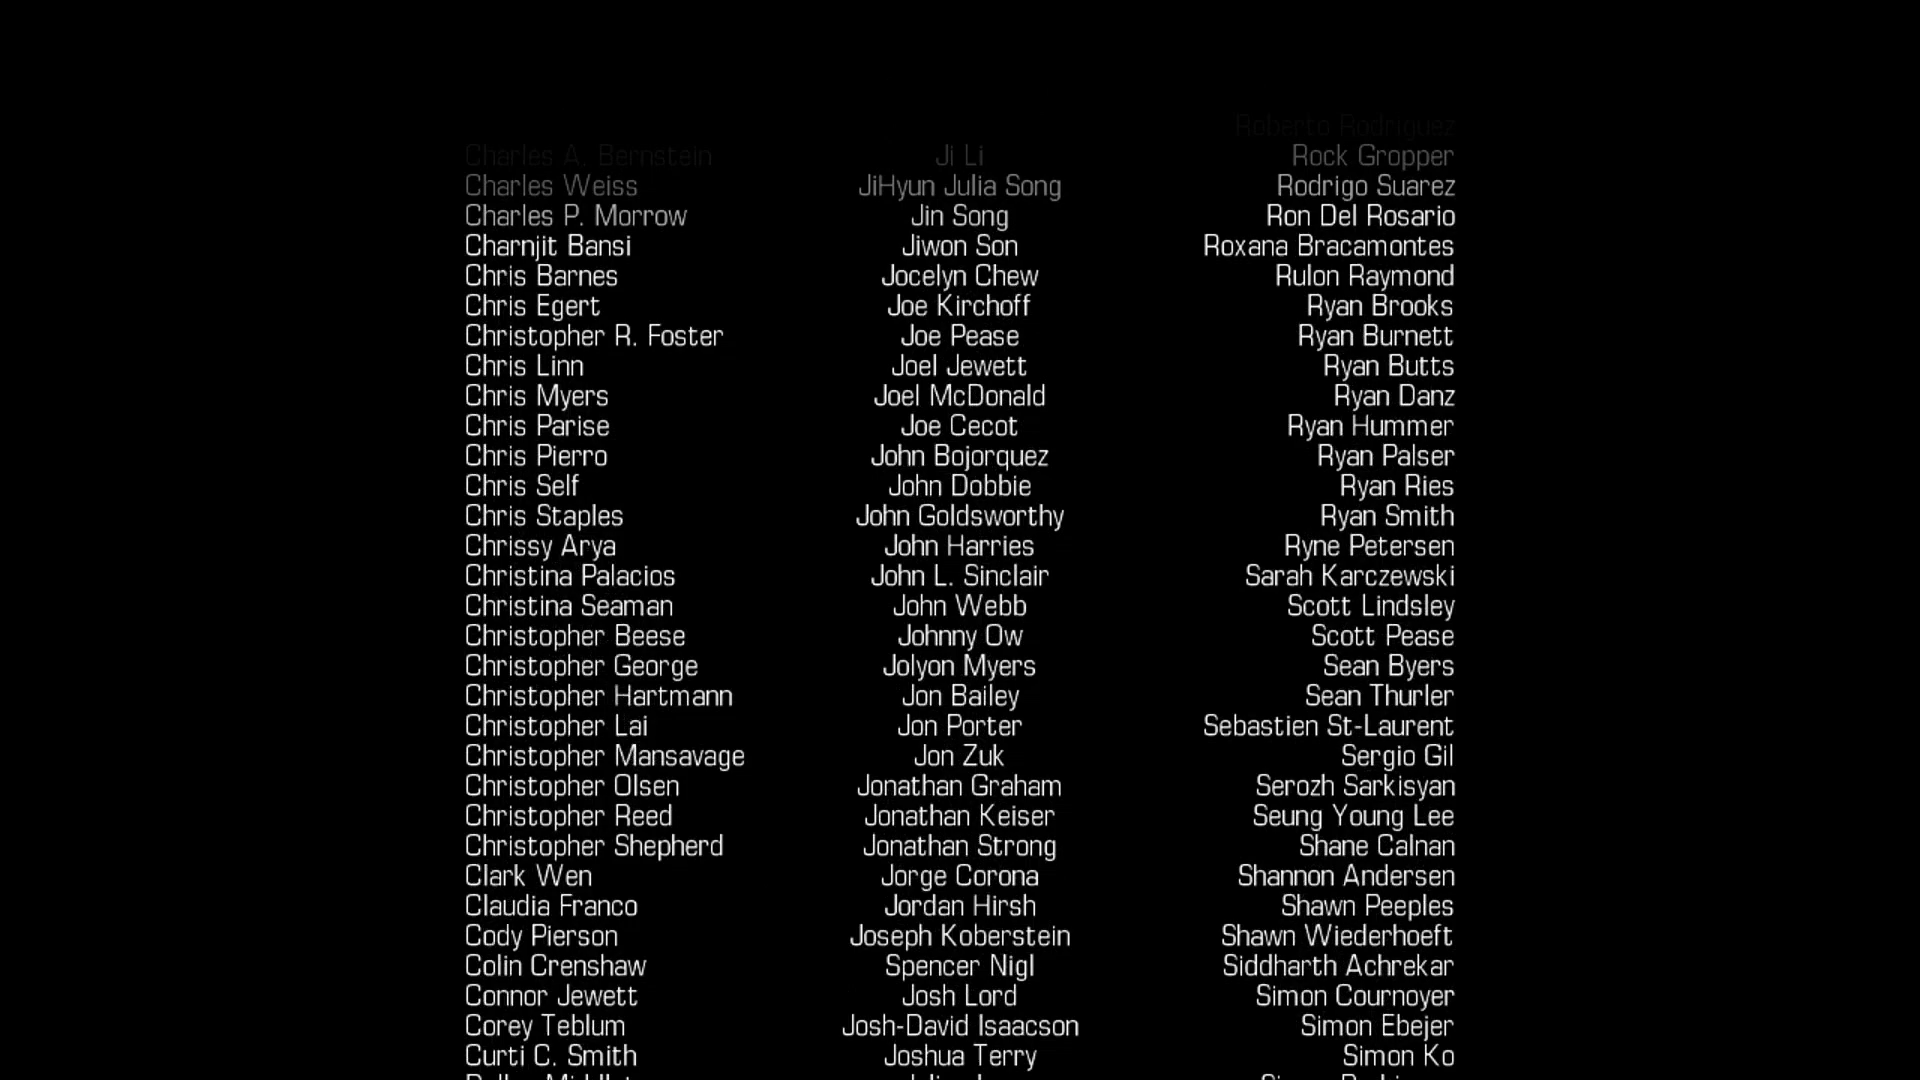 Roberto Rodriguez
Charles A. Bernstein Ji Li Rock Gropper
Charles Weiss JiHyun Julia Song Rodrigo Suarez
Charles P. Morrow Jin Song Ron Del Rosario
Charnjit Bansi Jiwon Son Roxana Bracamontes
Chris Barnes Jocelyn Chew Rulon Raymond
Chris Egert Joe Kirchoff Ryan Brooks
Christopher R. Foster Joe Pease Ryan Burnett
Chris Linn Joel Jewett Ryan Butts
Chris Myers Joel McDonald Ryan Danz
Chris Parise Joe Cecot Ryan Hummer
Chris Pierro John Bojorquez Ryan Palser
Chris Self John Dobbie Ryan Ries
Chris Staples John Goldsworthy Ryan Smith
Chrissy Arya John Harries Ryne Petersen
Christina Palacios John L. Sinclair Sarah Karczewski
Christina Seaman John Webb Scott Lindsley
Christopher Beese Johnny Ow Scott Pease
Christopher George Jolyon Myers Sean Byers
Christopher Hartmann Jon Bailey Sean Thurler
Christopher Lai Jon Porter Sebastien St-Laurent
Christopher Mansavage Jon Zuk Sergio Gil
Christopher Olsen Jonathan Graham Serozh Sarkisyan
Christopher Reed Jonathan Keiser Seung Young Lee
Christopher Shepherd Jonathan Strong Shane Calnan
Clark Wen Jorge Corona Shannon Andersen
Claudia Franco Jordan Hirsh Shawn Peeples
Cody Pierson Joseph Koberstein Shawn Wiederhoeft
Colin Crenshaw Spencer Nigl Siddharth Achrekar
Connor Jewett Josh Lord Simon Cournoyer
Corey Teblum Josh-David Isaacson Simon Ebejer
Curti C. Smith Joshua Terry Simon Ko